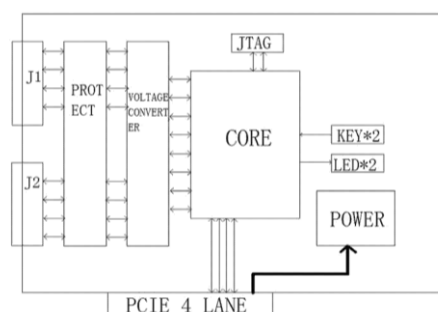 J1
J2
PROT
ECT
VOLTAGE
CONVERT
ER
JTAG
CORE
KEY*2
LED*2
POWER
PCIE 4 LANE